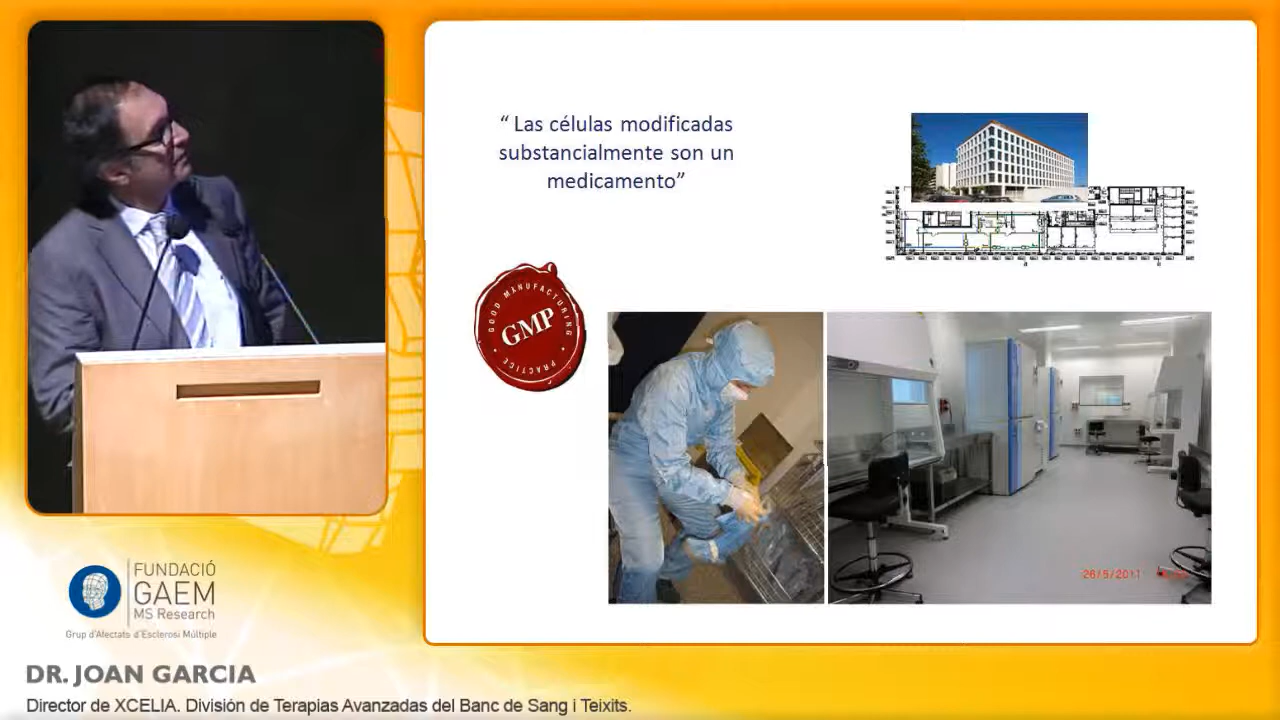 “ Las células modificadas
substancialmente son un
medicamento”
GOOD MANUFACTURING
GMP
PRACTICE
26/5/2011
FUNDACIÓ
GAEM
MS Research
Grup d'Afectats d'Esclerosi Múltiple
DR. JOAN GARCIA
Director de XCELIA. División de Terapias Avanzadas del Banc de Sang i Teixits.